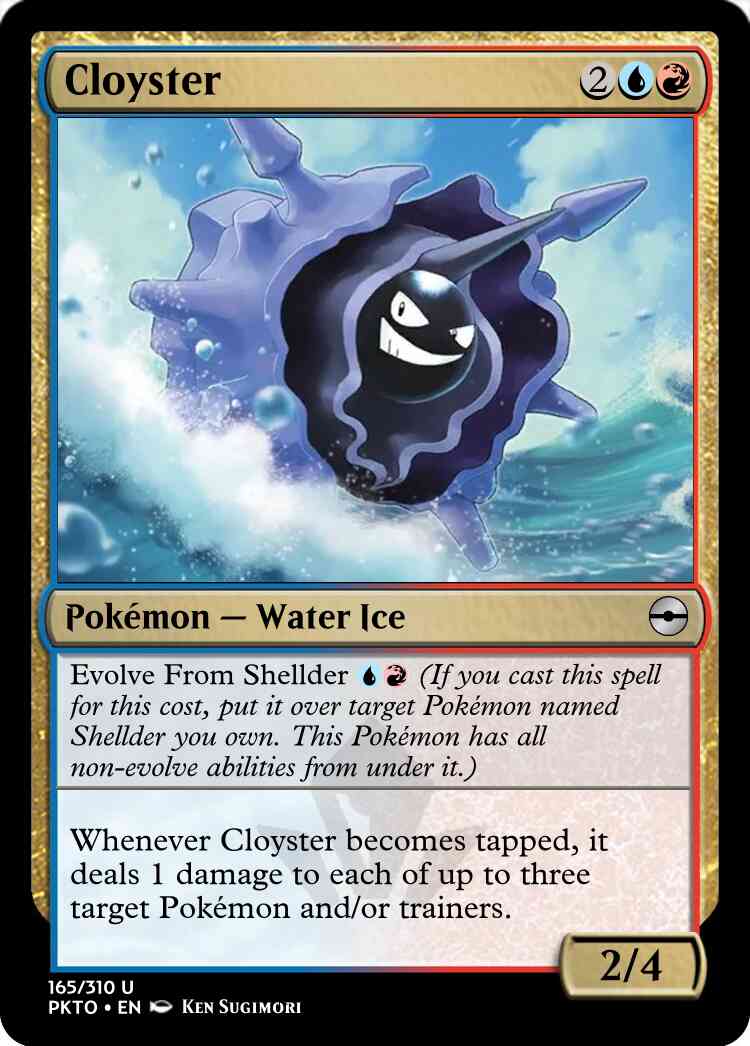 Cloyster 2
Pokémon — Water Ice
Evolve From Shellder (If you cast this spell
for this cost, put it over target Pokémon named
Shellder you own. This Pokémon has all
non-evolve abilities from under it.)
Whenever Cloyster becomes tapped, it
deals 1 damage to each of up to three
target Pokémon and/or trainers.
2/4
165/310 U
PKTO • EN Ken Sugimori